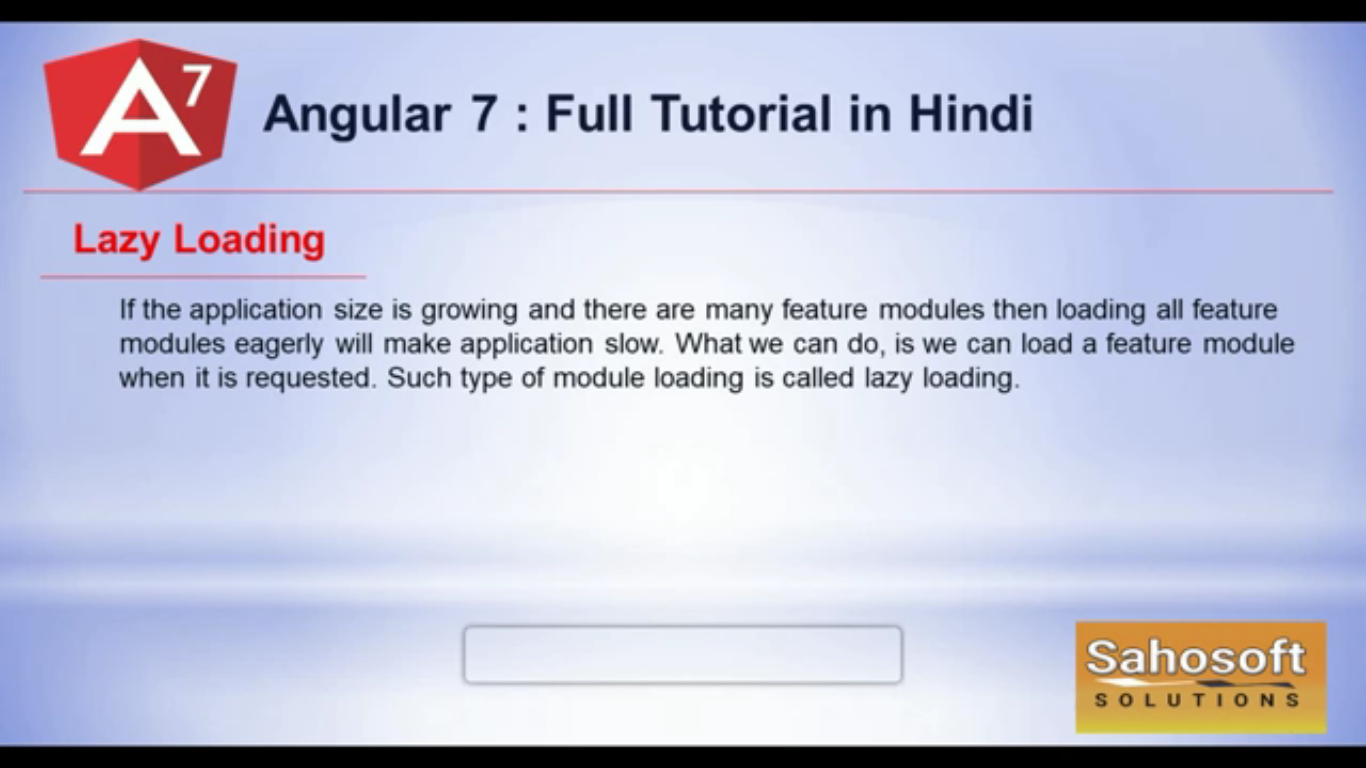 A7
Angular 7 : Full Tutorial in Hindi
Lazy Loading
If the application size is growing and there are many feature modules then loading all feature
modules eagerly will make application slow. What we can do, is we can load a feature module
when it is requested. Such type of module loading is called lazy loading.
Sahosoft
SOLUTIONS